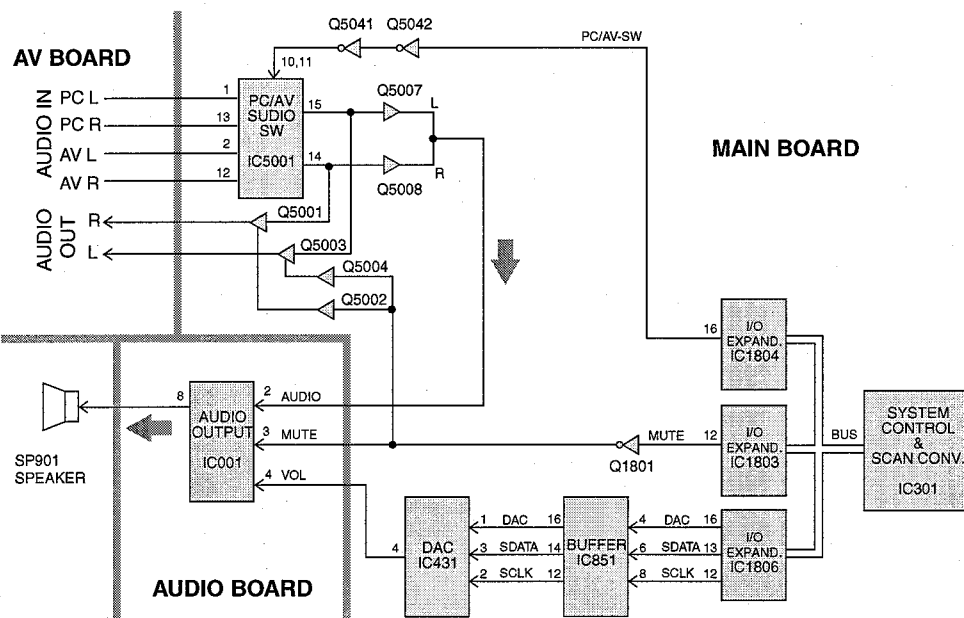 Q5041 Q5042
PC/AV-SW
AV BOARD
10,11
AUDIO IN
PC L
1
PC R
13
AV L
2
AV R
12
PC/AV
SUDIO
SW
IC5001
15
14
Q5007
L
R
Q5008
MAIN BOARD
AUDIO OUT
R
L
Q5001
Q5003
Q5004
Q5002
16
I/O
EXPAND.
IC1804
SP901
SPEAKER
8
AUDIO
OUTPUT
IC001
2 AUDIO
3 MUTE
4 VOL
Q1801
MUTE 12
I/O
EXPAND.
IC1803
BUS
SYSTEM
CONTROL
&
SCAN CONV.
IC301
4
DAC
IC431
1 DAC 16
3 SDATA 14
2 SCLK 12
BUFFER
IC851
4 DAC 16
6 SDATA 13
8 SCLK 12
I/O
EXPAND.
IC1806
AUDIO BOARD